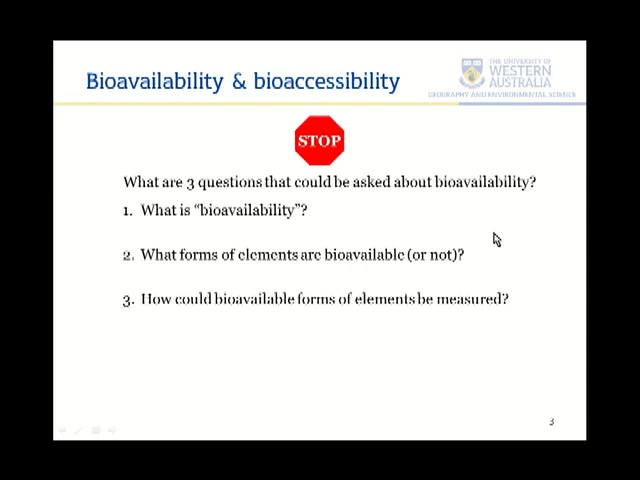 Bioavailability & bioaccessibility
THE UNIVERSITY OF
WESTERN
AUSTRALIA
GEOGRAPHY AND ENVIRONMENTAL SCIENCE
STOP
What are 3 questions that could be asked about bioavailability?
1. What is “bioavailability”?
2. What forms of elements are bioavailable (or not)?
3. How could bioavailable forms of elements be measured?
3